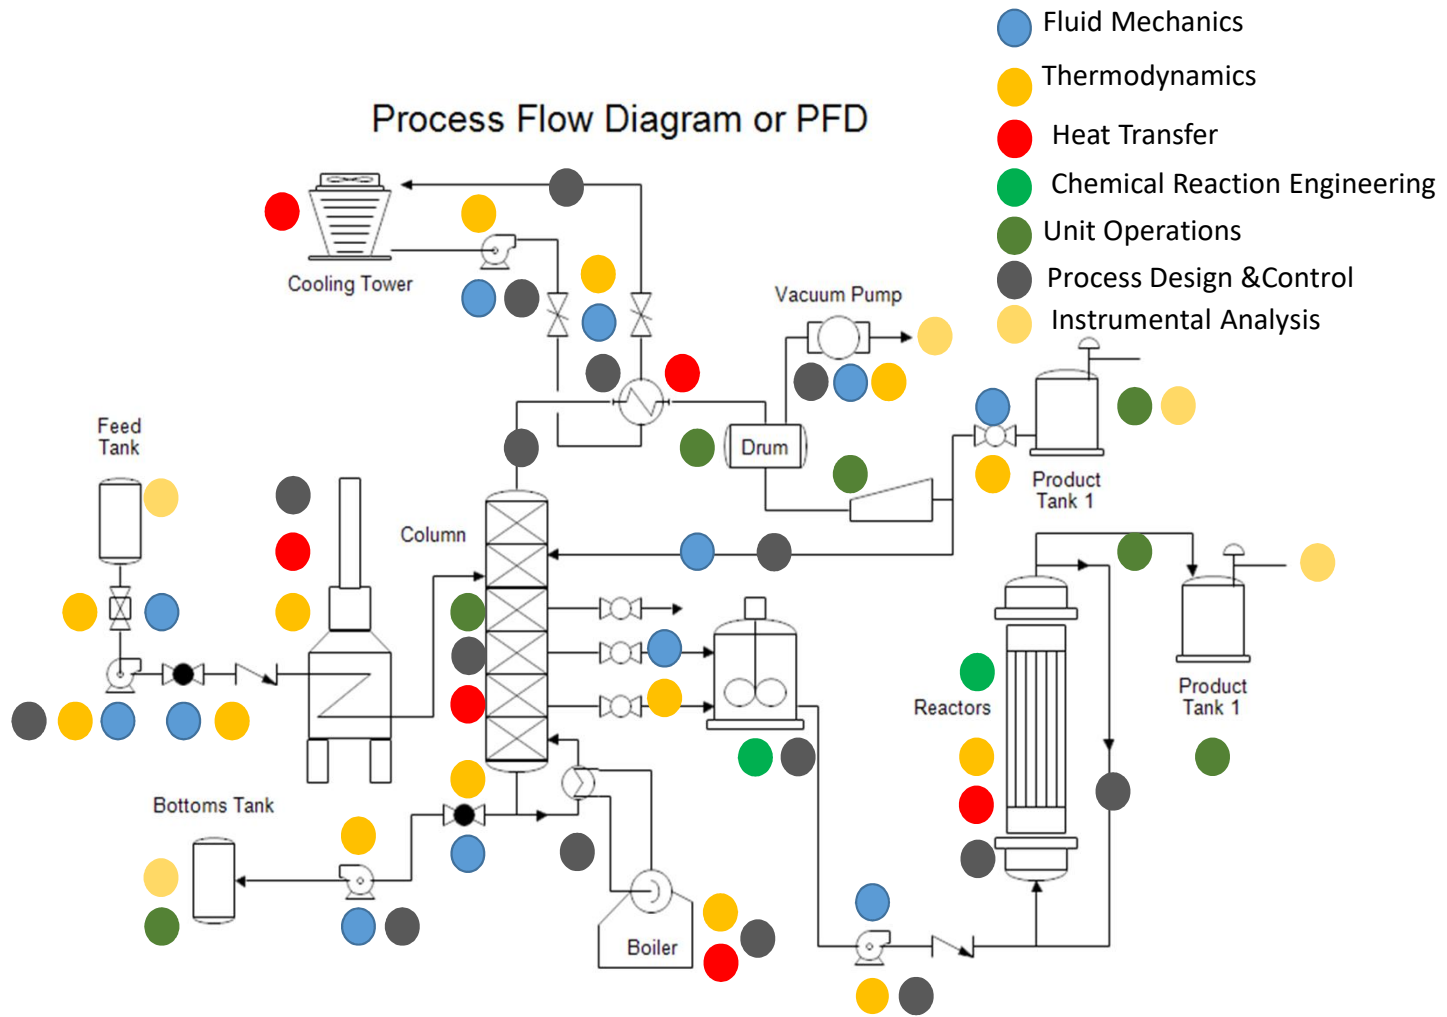 Fluid Mechanics
Thermodynamics
Process Flow Diagram or PFD
Heat Transfer
Chemical Reaction Engineering
Unit Operations
Process Design &Control
Instrumental Analysis
Cooling Tower
Vacuum Pump
Feed
Tank
Drum
Product
Tank 1
Column
Reactors
Product
Tank 1
Bottoms Tank
Boiler